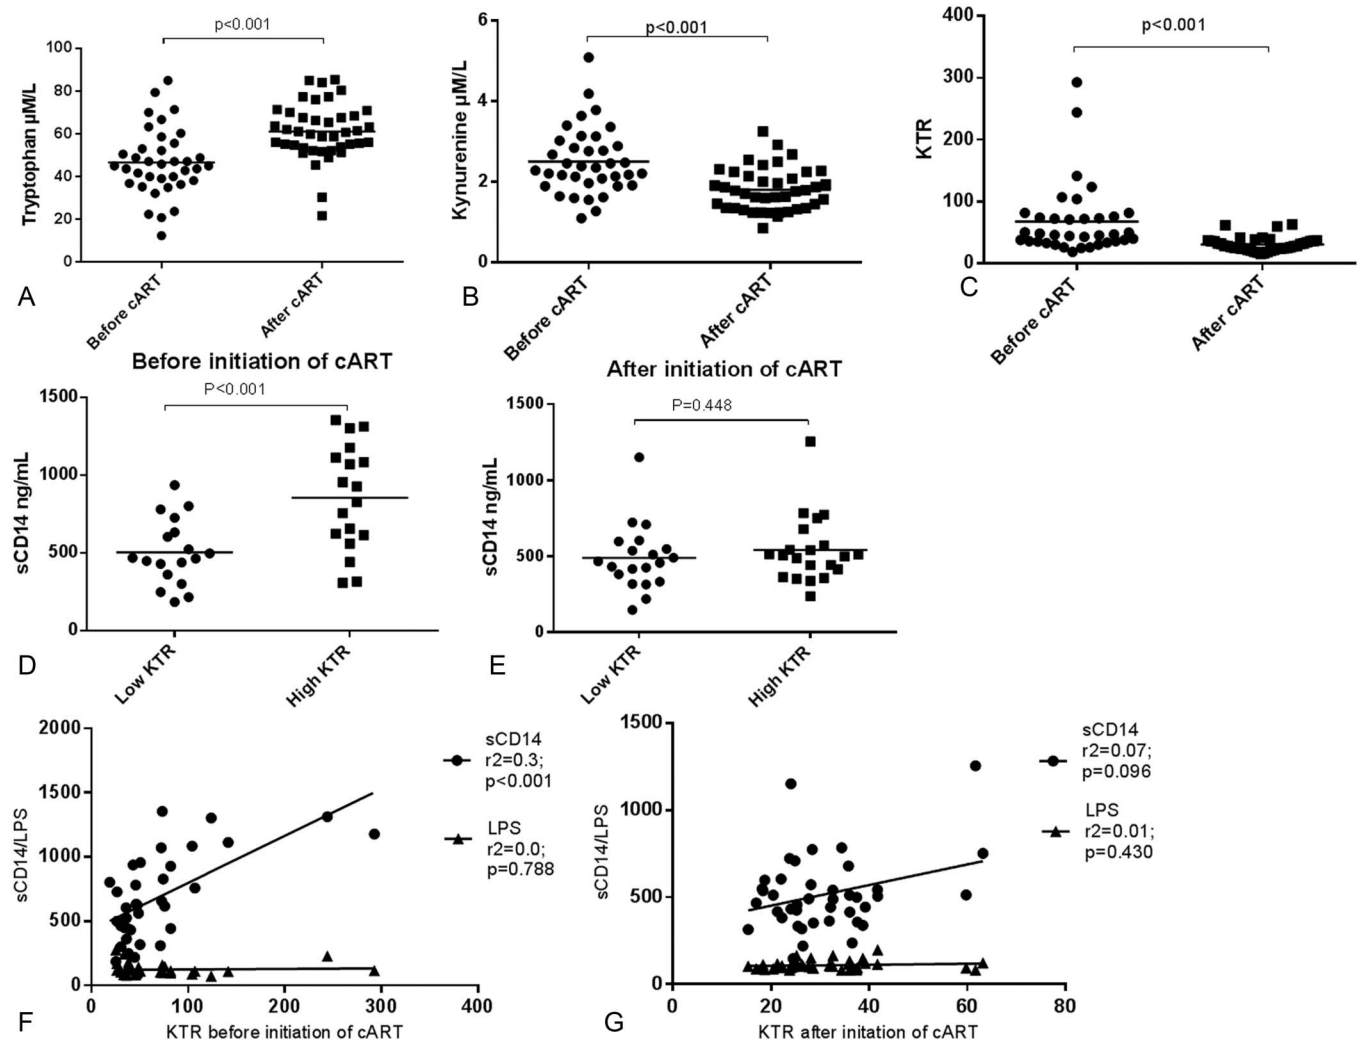 p<0.001
100
80
60
40
20
0
Tryptophan µM/L
Before cART
After cART
A
p<0.001
6
4
2
0
Kynurenine µM/L
Before cART
After cART
B
p<0.001
400
300
200
100
0
KTR
Before cART
After cART
C
Before initiation of cART
P<0.001
1500
1000
500
0
sCD14 ng/mL
Low KTR
High KTR
D
After initiation of cART
P=0.448
1500
1000
500
0
sCD14 ng/mL
Low KTR
High KTR
E
2000
1500
1000
500
0
sCD14/LPS
0
100
200
300
400
KTR before initiation of cART
sCD14
r2=0.3;
p<0.001
LPS
r2=0.0;
p=0.788
F
1500
1000
500
0
sCD14/LPS
0
20
40
60
80
KTR after initation of cART
sCD14
r2=0.07;
p=0.096
LPS
r2=0.01;
p=0.430
G